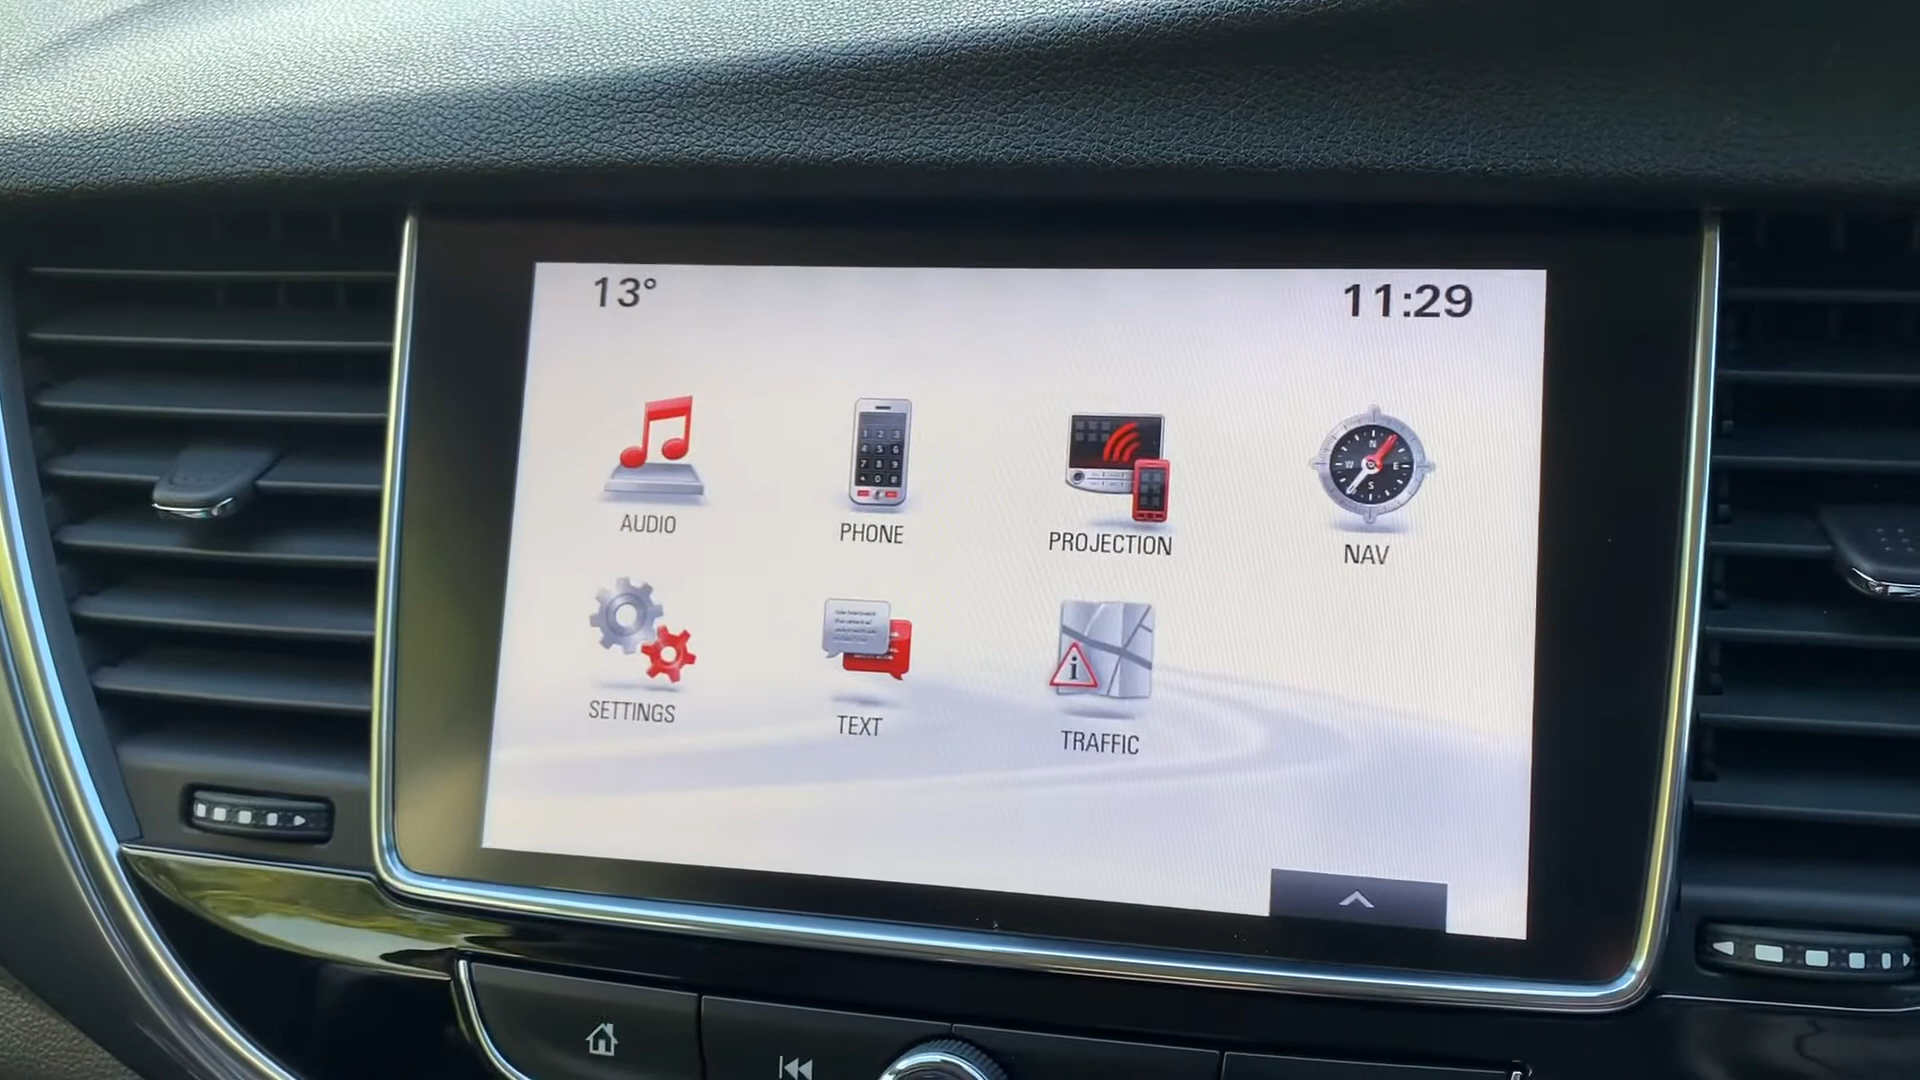 13°
11:29
AUDIO
PHONE
PROJECTION
NAV
SETTINGS
TEXT
TRAFFIC